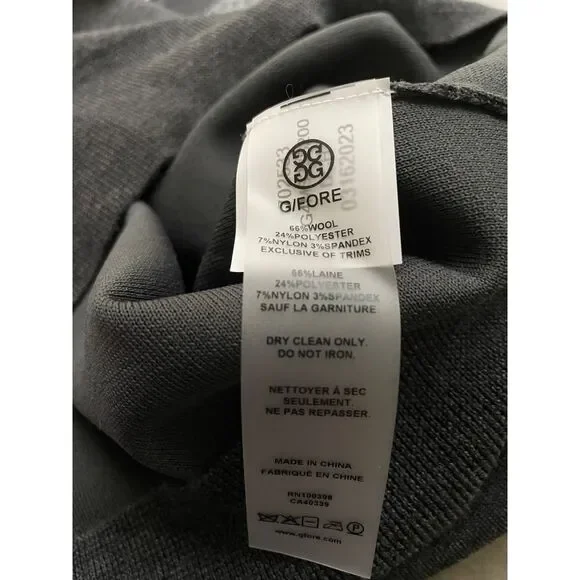 G/FORE
66%WOOL
24%POLYESTER
7%NYLON 3%SPANDEX
EXCLUSIVE OF TRIMS
66%LAINE
24%POLYESTER
7%NYLON 3%SPANDEX
SAUF LA GARNITURE
DRY CLEAN ONLY.
DO NOT IRON.
NETTOYER À SEC
SEULEMENT.
NE PAS REPASSER.
MADE IN CHINA
FABRIQUÉ EN CHINE
RN100398
CA40339
www.gfore.com
03152023